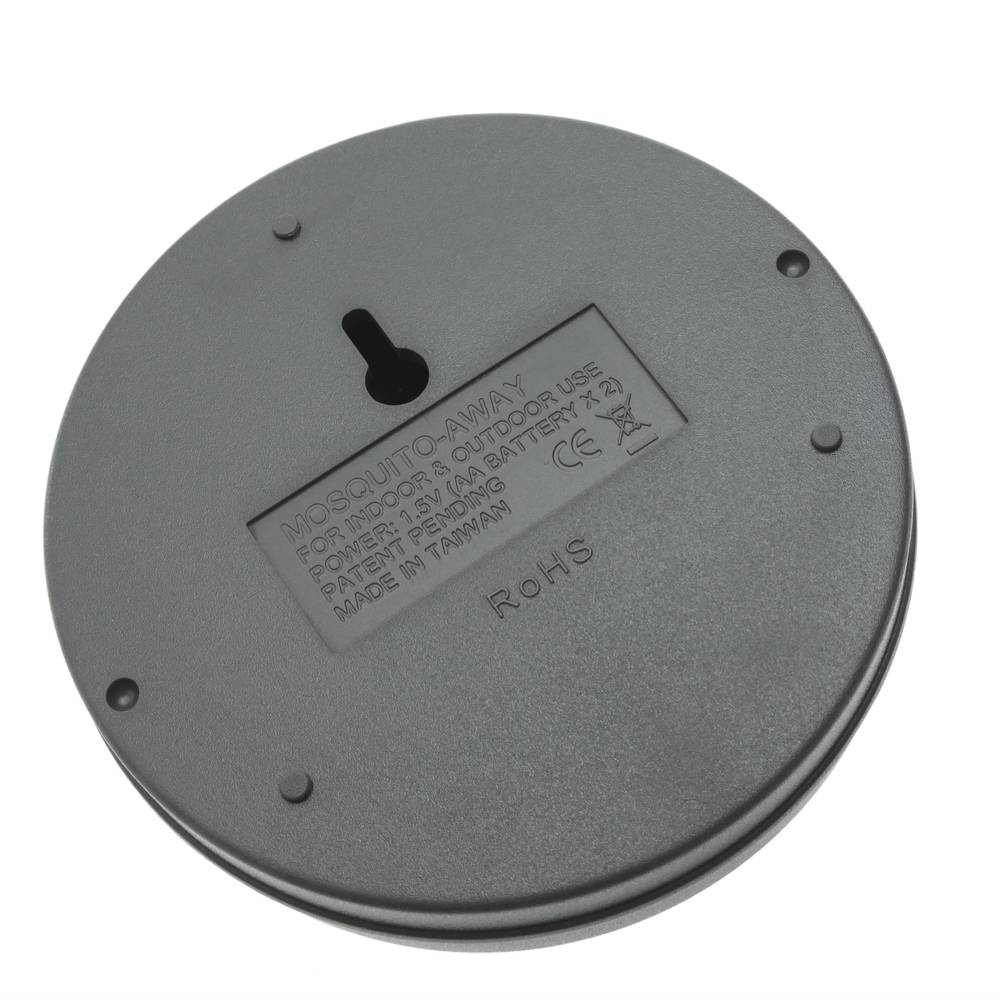 MOSQUITO-AWAY
FOR INDOOR & OUTDOOR USE
POWER: 1.5V (AA BATTERY X 2)
PATENT PENDING
MADE IN TAIWAN
CE
RoHS